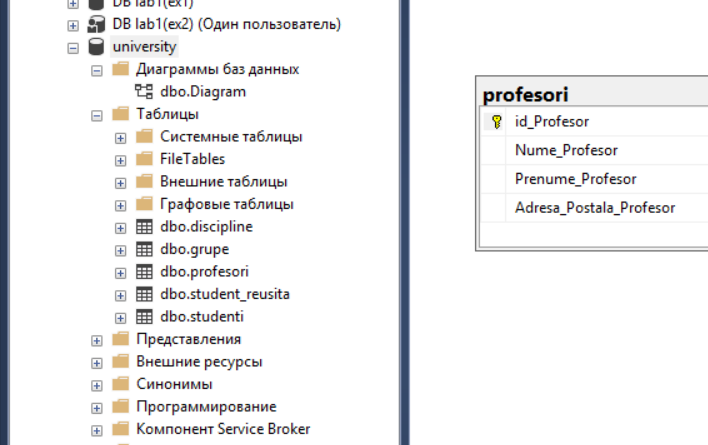 DB lab1(ex1)
DB lab1(ex2) (Один пользователь)
university
Диаграммы баз данных
dbo.Diagram
Таблицы
Системные таблицы
FileTables
Внешние таблицы
Графовые таблицы
dbo.discipline
dbo.grupe
dbo.profesori
dbo.student_reusita
dbo.studenti
Представления
Внешние ресурсы
Синонимы
Программирование
Компонент Service Broker
profesori
id_Profesor
Nume_Profesor
Prenume_Profesor
Adresa_Postala_Profesor